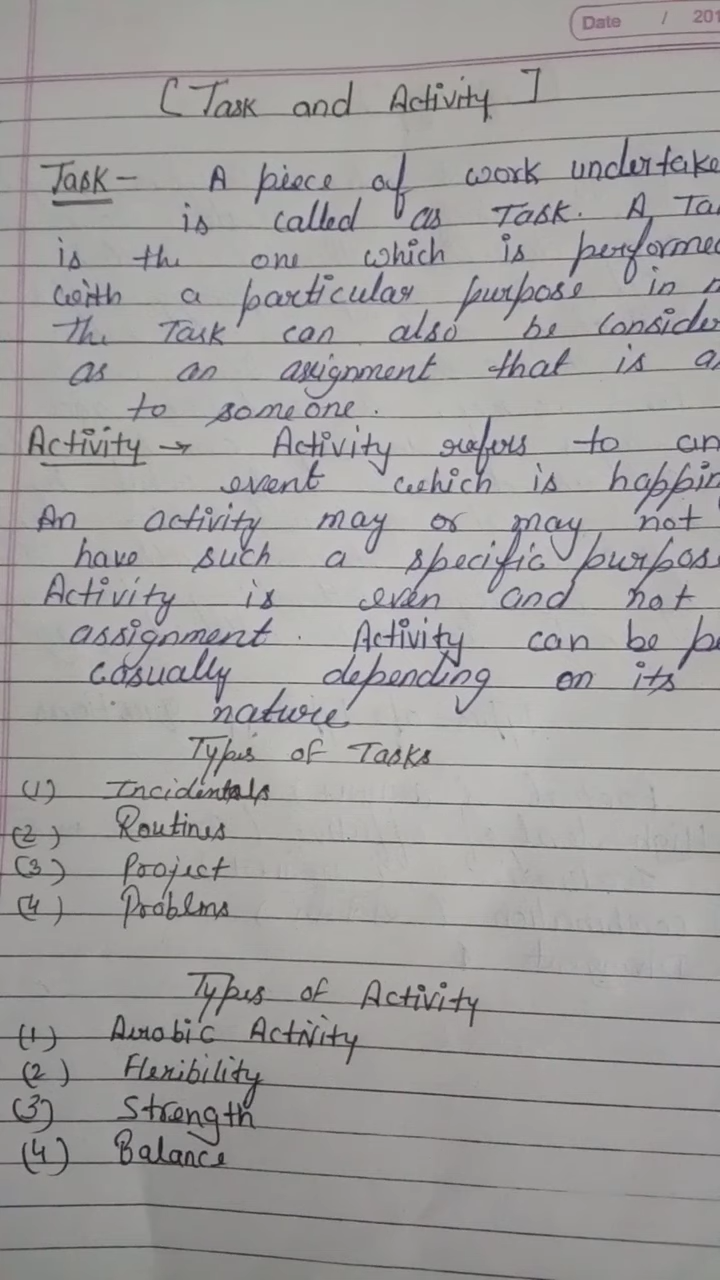 Date / 201
[ Task and Activity ]
Task - A piece of work undertake
is called as Task. A Ta
is the one which is performe
with a particular purpose in
The Task can also be Conside
as an assignment that is a
to someone.
Activity → Activity refers to an
event which is happin
An activity may or may not
have such a specific purpos
Activity is even and not
assignment. Activity can be pe
casually depending on its
nature
Types of Tasks
(1) Incidentals
(2) Routines
(3) Project
(4) Problms
Types of Activity
(1) Aerobic Activity
(2) Flexibility
(3) Strength
(4) Balance